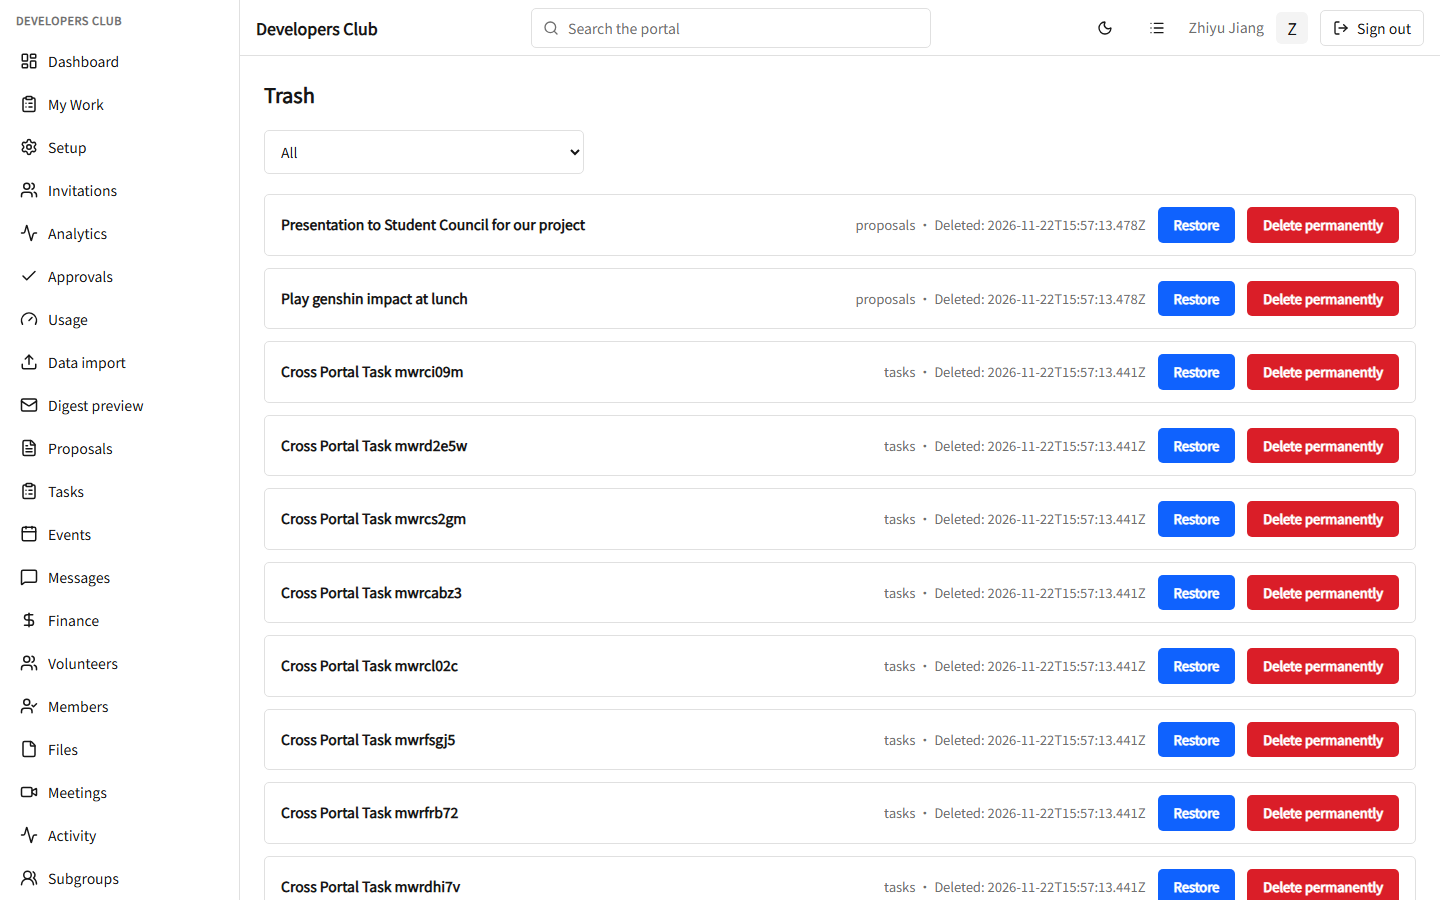 DEVELOPERS CLUB
Dashboard
My Work
Setup
Invitations
Analytics
Approvals
Usage
Data import
Digest preview
Proposals
Tasks
Events
Messages
Finance
Volunteers
Members
Files
Meetings
Activity
Subgroups
Developers Club
Search the portal
Zhiyu Jiang
Z
Sign out
Trash
All
Presentation to Student Council for our project proposals • Deleted: 2026-11-22T15:57:13.478Z Restore Delete permanently
Play genshin impact at lunch proposals • Deleted: 2026-11-22T15:57:13.478Z Restore Delete permanently
Cross Portal Task mwrci09m tasks • Deleted: 2026-11-22T15:57:13.441Z Restore Delete permanently
Cross Portal Task mwrd2e5w tasks • Deleted: 2026-11-22T15:57:13.441Z Restore Delete permanently
Cross Portal Task mwrcs2gm tasks • Deleted: 2026-11-22T15:57:13.441Z Restore Delete permanently
Cross Portal Task mwrcabz3 tasks • Deleted: 2026-11-22T15:57:13.441Z Restore Delete permanently
Cross Portal Task mwrcl02c tasks • Deleted: 2026-11-22T15:57:13.441Z Restore Delete permanently
Cross Portal Task mwrfsgj5 tasks • Deleted: 2026-11-22T15:57:13.441Z Restore Delete permanently
Cross Portal Task mwrfrb72 tasks • Deleted: 2026-11-22T15:57:13.441Z Restore Delete permanently
Cross Portal Task mwrdhi7v tasks • Deleted: 2026-11-22T15:57:13.441Z Restore Delete permanently